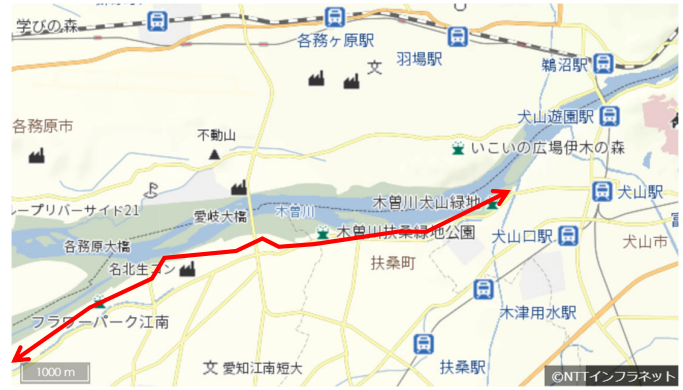 学びの森
各務ヶ原駅
羽場駅
鵜沼駅
犬山遊園駅
各務原市
不動山
いこいの広場伊木の森
ープリバーサイド21
愛岐大橋
木曽川
木曽川犬山緑地
犬山駅
各務原大橋
木曽川扶桑緑地公園
犬山口駅
犬山市
名北生コン
扶桑町
フラワーパーク江南
木津用水駅
1000 m
愛知江南短大
扶桑駅
©NTTインフラネット